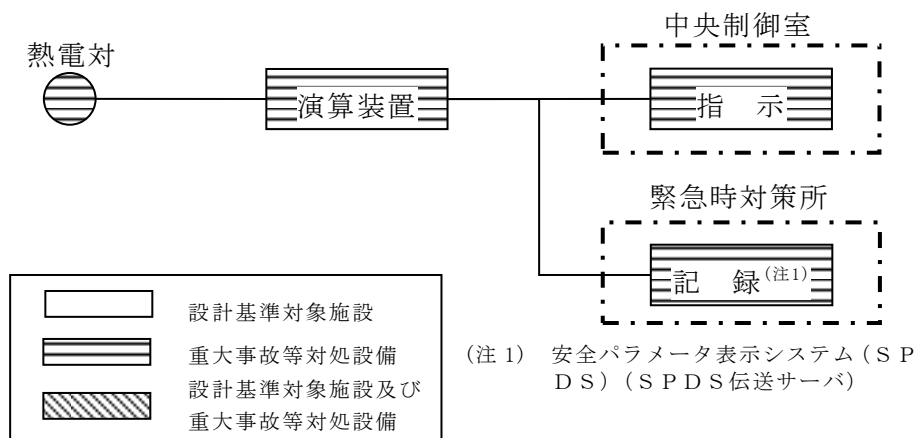 中央制御室
熱電対
演算装置
指　示
緊急時対策所
記　録(注1)
設計基準対象施設
重大事故等対処設備
設計基準対象施設及び
重大事故等対処設備
(注1)　安全パラメータ表示システム(ＳＰ
ＤＳ)(ＳＰＤＳ伝送サーバ)